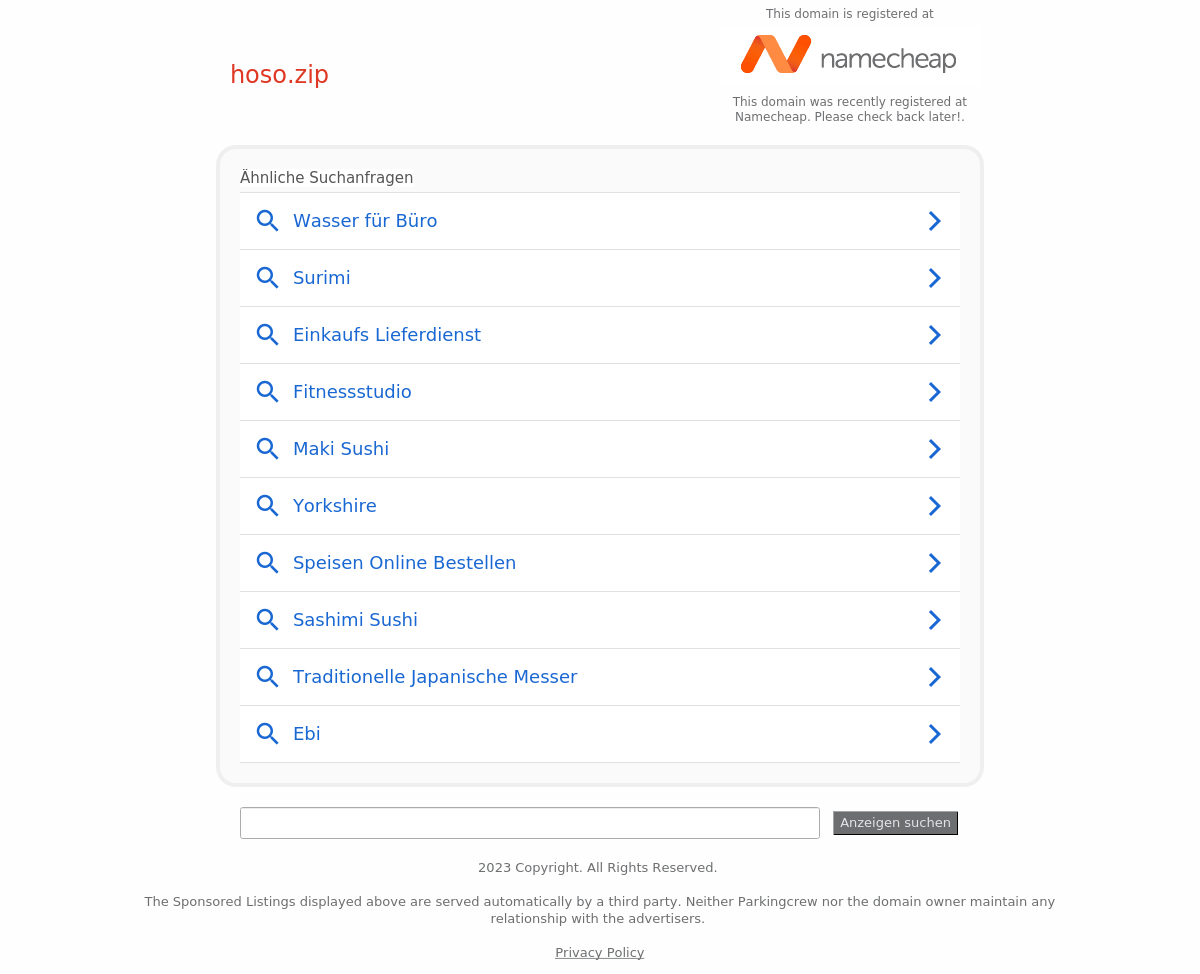 This domain is registered at
namecheap
hoso.zip
This domain was recently registered at
Namecheap. Please check back later!.
Ähnliche Suchanfragen
Wasser für Büro
Surimi
Einkaufs Lieferdienst
Fitnessstudio
Maki Sushi
Yorkshire
Speisen Online Bestellen
Sashimi Sushi
Traditionelle Japanische Messer
Ebi
Anzeigen suchen
2023 Copyright. All Rights Reserved.
The Sponsored Listings displayed above are served automatically by a third party. Neither Parkingcrew nor the domain owner maintain any
relationship with the advertisers.
Privacy Policy